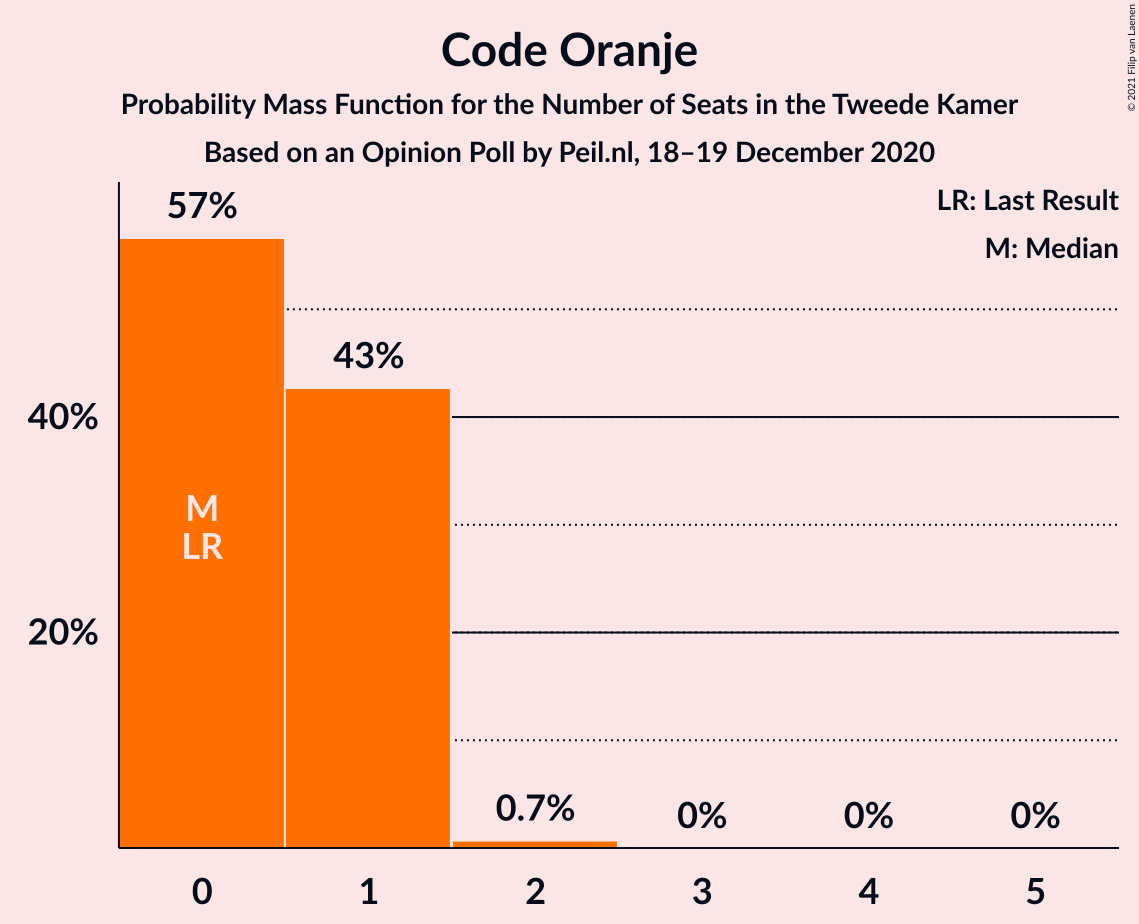 Code Oranje
Probability Mass Function for the Number of Seats in the Tweede Kamer
Based on an Opinion Poll by Peil.nl, 18–19 December 2020
© 2021 Filip van Laenen
LR: Last Result
M: Median
57%
43%
40%
M
LR
20%
0.7%
0%
0%
0%
0
1
2
3
4
5